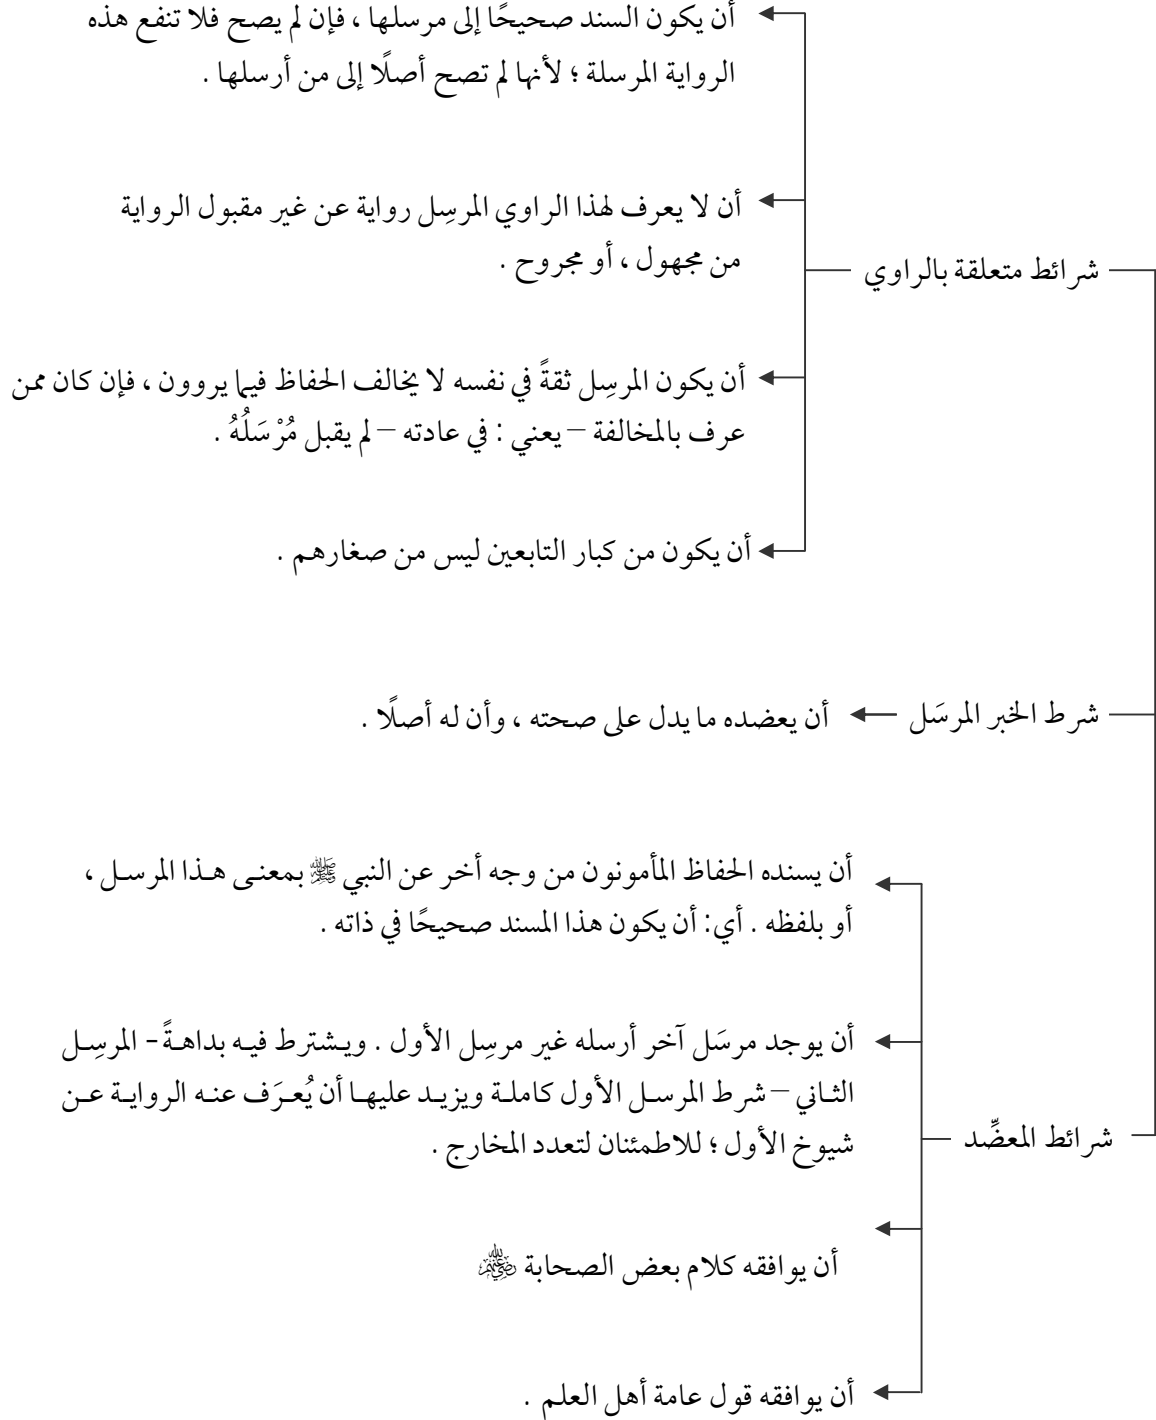 شرائط متعلقة بالراوي
أن يكون السند صحيحًا إلى مرسلها ، فإن لم يصح فلا تنفع هذه
الرواية المرسلة ؛ لأنها لم تصح أصلًا إلى من أرسلها .
أن لا يعرف لهذا الراوي المرسِل رواية عن غير مقبول الرواية
من مجهول ، أو مجروح .
أن يكون المرسِل ثقةً في نفسه لا يخالف الحفاظ فيما يروون ، فإن كان ممن
عرف بالمخالفة – يعني : في عادته – لم يقبل مُرْسَلُهُ .
أن يكون من كبار التابعين ليس من صغارهم .
شرط الخبر المرسَل
أن يعضده ما يدل على صحته ، وأن له أصلًا .
شرائط المعضِّد
أن يسنده الحفاظ المأمونون من وجه أخر عن النبي ﷺ بمعنى هذا المرسل ،
أو بلفظه . أي: أن يكون هذا المسند صحيحًا في ذاته .
أن يوجد مرسَل آخر أرسله غير مرسِل الأول . ويشترط فيه بداهةً - المرسِل
الثاني – شرط المرسل الأول كاملة ويزيد عليها أن يُعرَف عنه الرواية عن
شيوخ الأول ؛ للاطمئنان لتعدد المخارج .
أن يوافقه كلام بعض الصحابة رضي الله عنهم
أن يوافقه قول عامة أهل العلم .